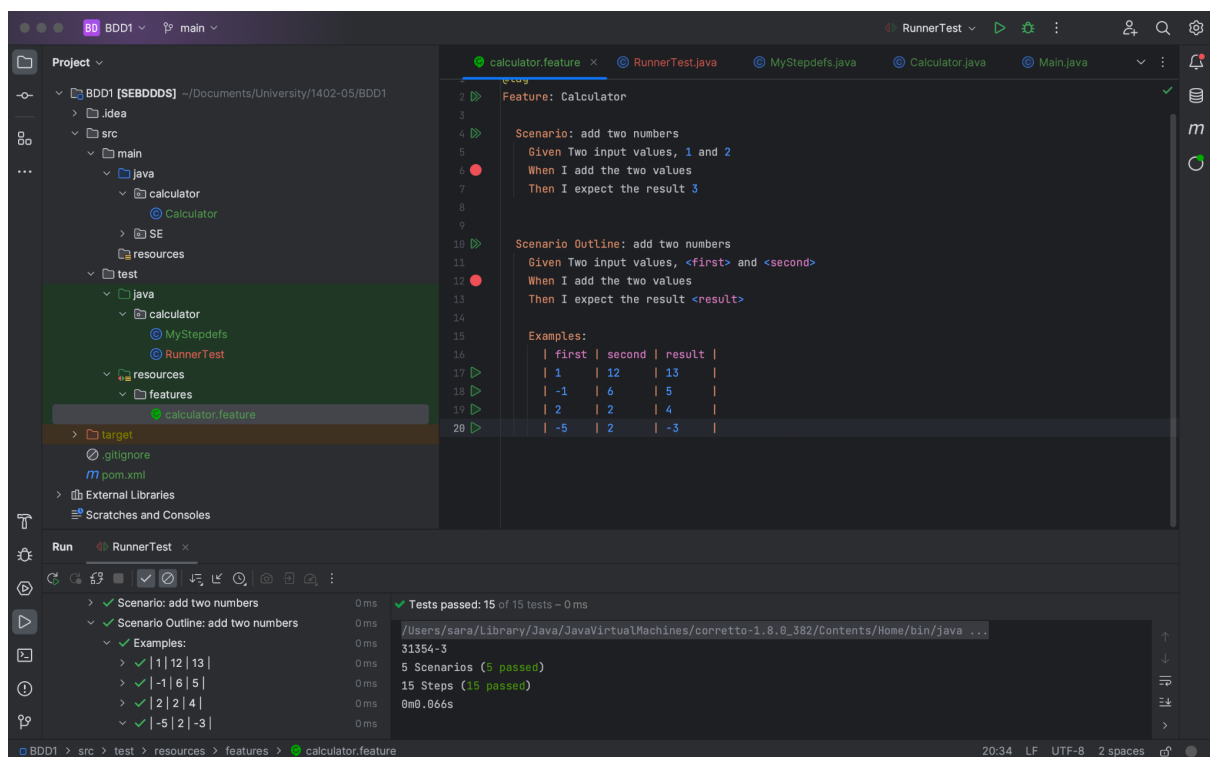 BD BDD1 main RunnerTest
Project
calculator.feature RunnerTest.java MyStepdefs.java Calculator.java Main.java
BDD1 [SEBDDDS] ~/Documents/University/1402-05/BDD1
.idea
src
main
java
calculator
Calculator
SE
resources
test
java
calculator
MyStepdefs
RunnerTest
resources
features
calculator.feature
target
.gitignore
m pom.xml
External Libraries
Scratches and Consoles
1 @tag
2 Feature: Calculator
3
4 Scenario: add two numbers
5 Given Two input values, 1 and 2
6 When I add the two values
7 Then I expect the result 3
8
9
10 Scenario Outline: add two numbers
11 Given Two input values, <first> and <second>
12 When I add the two values
13 Then I expect the result <result>
14
15 Examples:
16 | first | second | result |
17 | 1 | 12 | 13 |
18 | -1 | 6 | 5 |
19 | 2 | 2 | 4 |
20 | -5 | 2 | -3 |
m
Run RunnerTest
Scenario: add two numbers 0 ms
Scenario Outline: add two numbers 0 ms
Examples: 0 ms
| 1 | 12 | 13 | 0 ms
| -1 | 6 | 5 | 0 ms
| 2 | 2 | 4 | 0 ms
| -5 | 2 | -3 | 0 ms
Tests passed: 15 of 15 tests – 0 ms
/Users/sara/Library/Java/JavaVirtualMachines/corretto-1.8.0_382/Contents/Home/bin/java ...
31354-3
5 Scenarios (5 passed)
15 Steps (15 passed)
0m0.066s
BDD1 > src > test > resources > features > calculator.feature 20:34 LF UTF-8 2 spaces